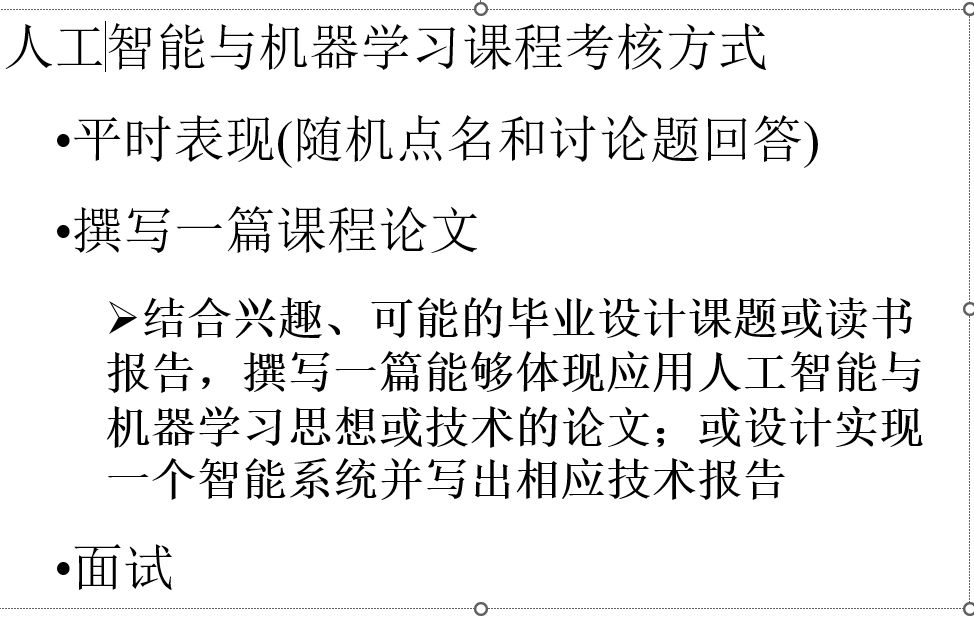 人工智能与机器学习课程考核方式
•平时表现(随机点名和讨论题回答)
•撰写一篇课程论文
➢结合兴趣、可能的毕业设计课题或读书
报告，撰写一篇能够体现应用人工智能与
机器学习思想或技术的论文；或设计实现
一个智能系统并写出相应技术报告
•面试